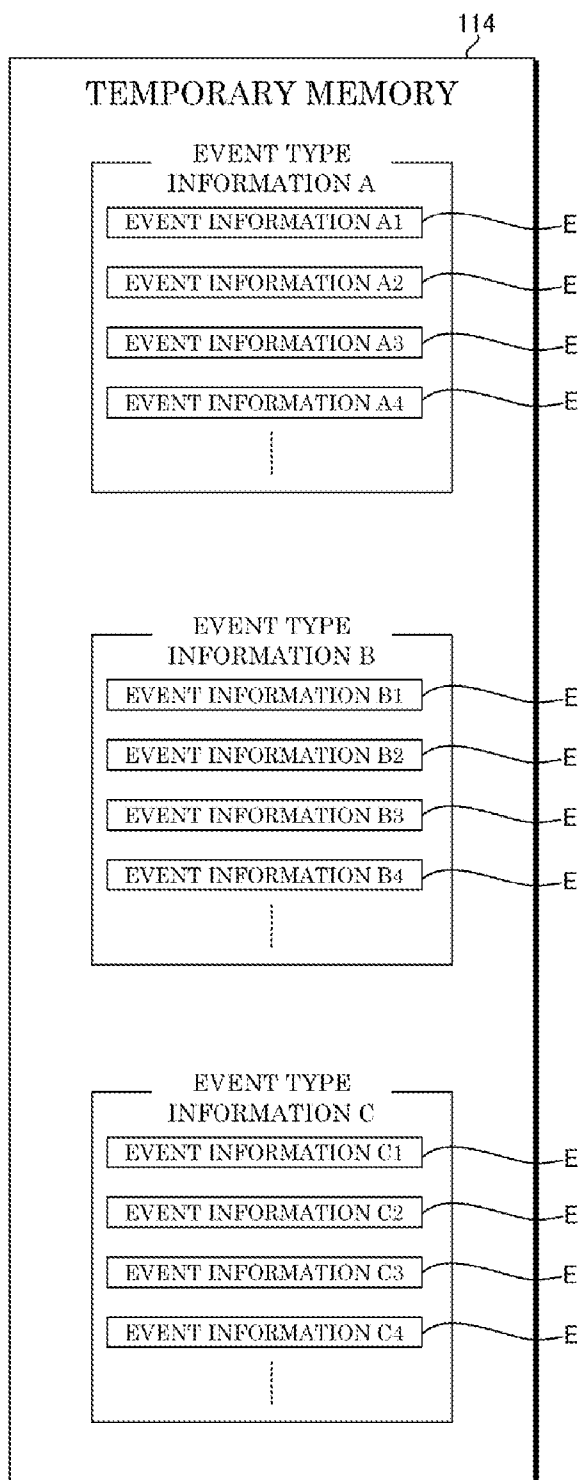 114
TEMPORARY MEMORY
EVENT TYPE
INFORMATION A
EVENT INFORMATION A1 E
EVENT INFORMATION A2 E
EVENT INFORMATION A3 E
EVENT INFORMATION A4 E
EVENT TYPE
INFORMATION B
EVENT INFORMATION B1 E
EVENT INFORMATION B2 E
EVENT INFORMATION B3 E
EVENT INFORMATION B4 E
EVENT TYPE
INFORMATION C
EVENT INFORMATION C1 E
EVENT INFORMATION C2 E
EVENT INFORMATION C3 E
EVENT INFORMATION C4 E